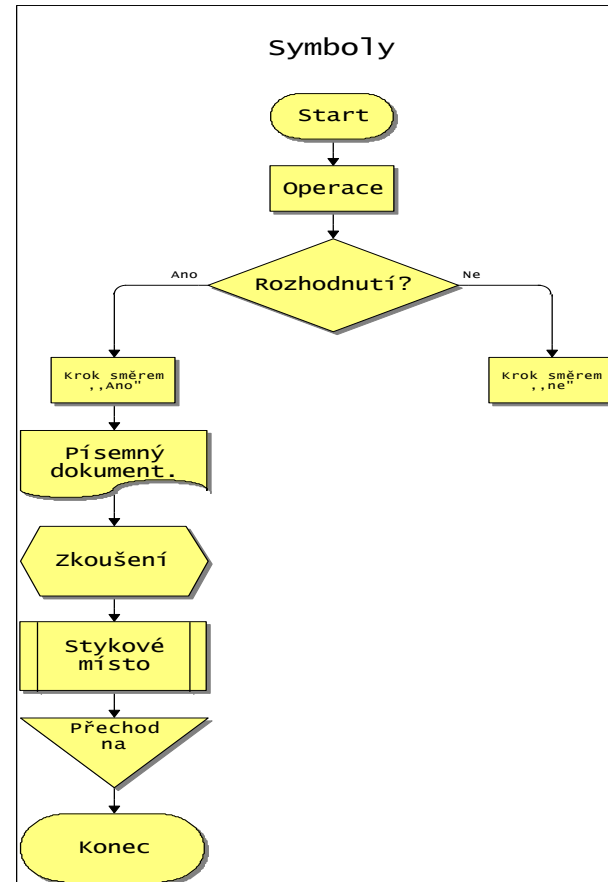 Symboly
Start
Operace
Rozhodnutí?
Ano
Ne
Krok směrem
,,Ano"
Krok směrem
,,ne"
Písemný
dokument.
Zkoušení
Stykové
místo
Přechod
na
Konec